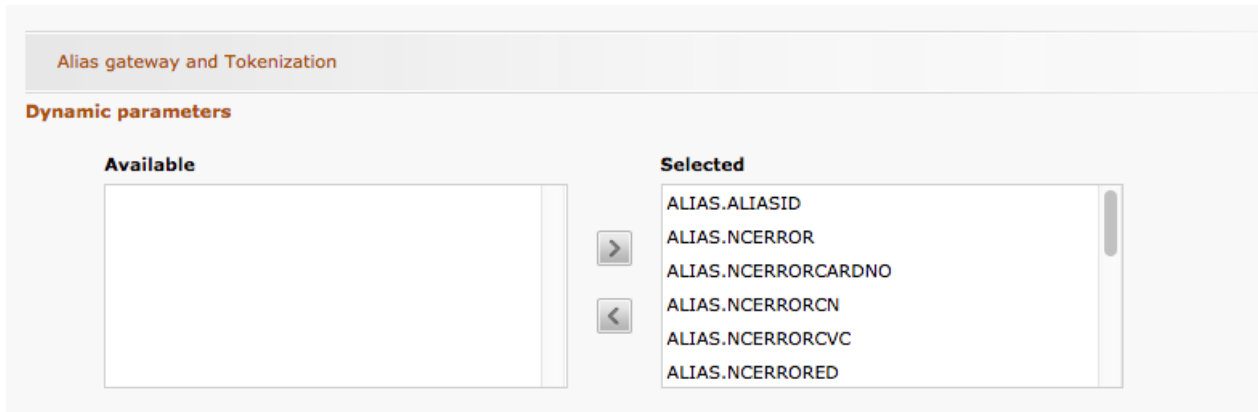 Alias gateway and Tokenization
Dynamic parameters
Available
Selected
ALIAS.ALIASID
ALIAS.NCERROR
ALIAS.NCERRORCARDNO
ALIAS.NCERRORCN
ALIAS.NCERRORCVC
ALIAS.NCERRORED